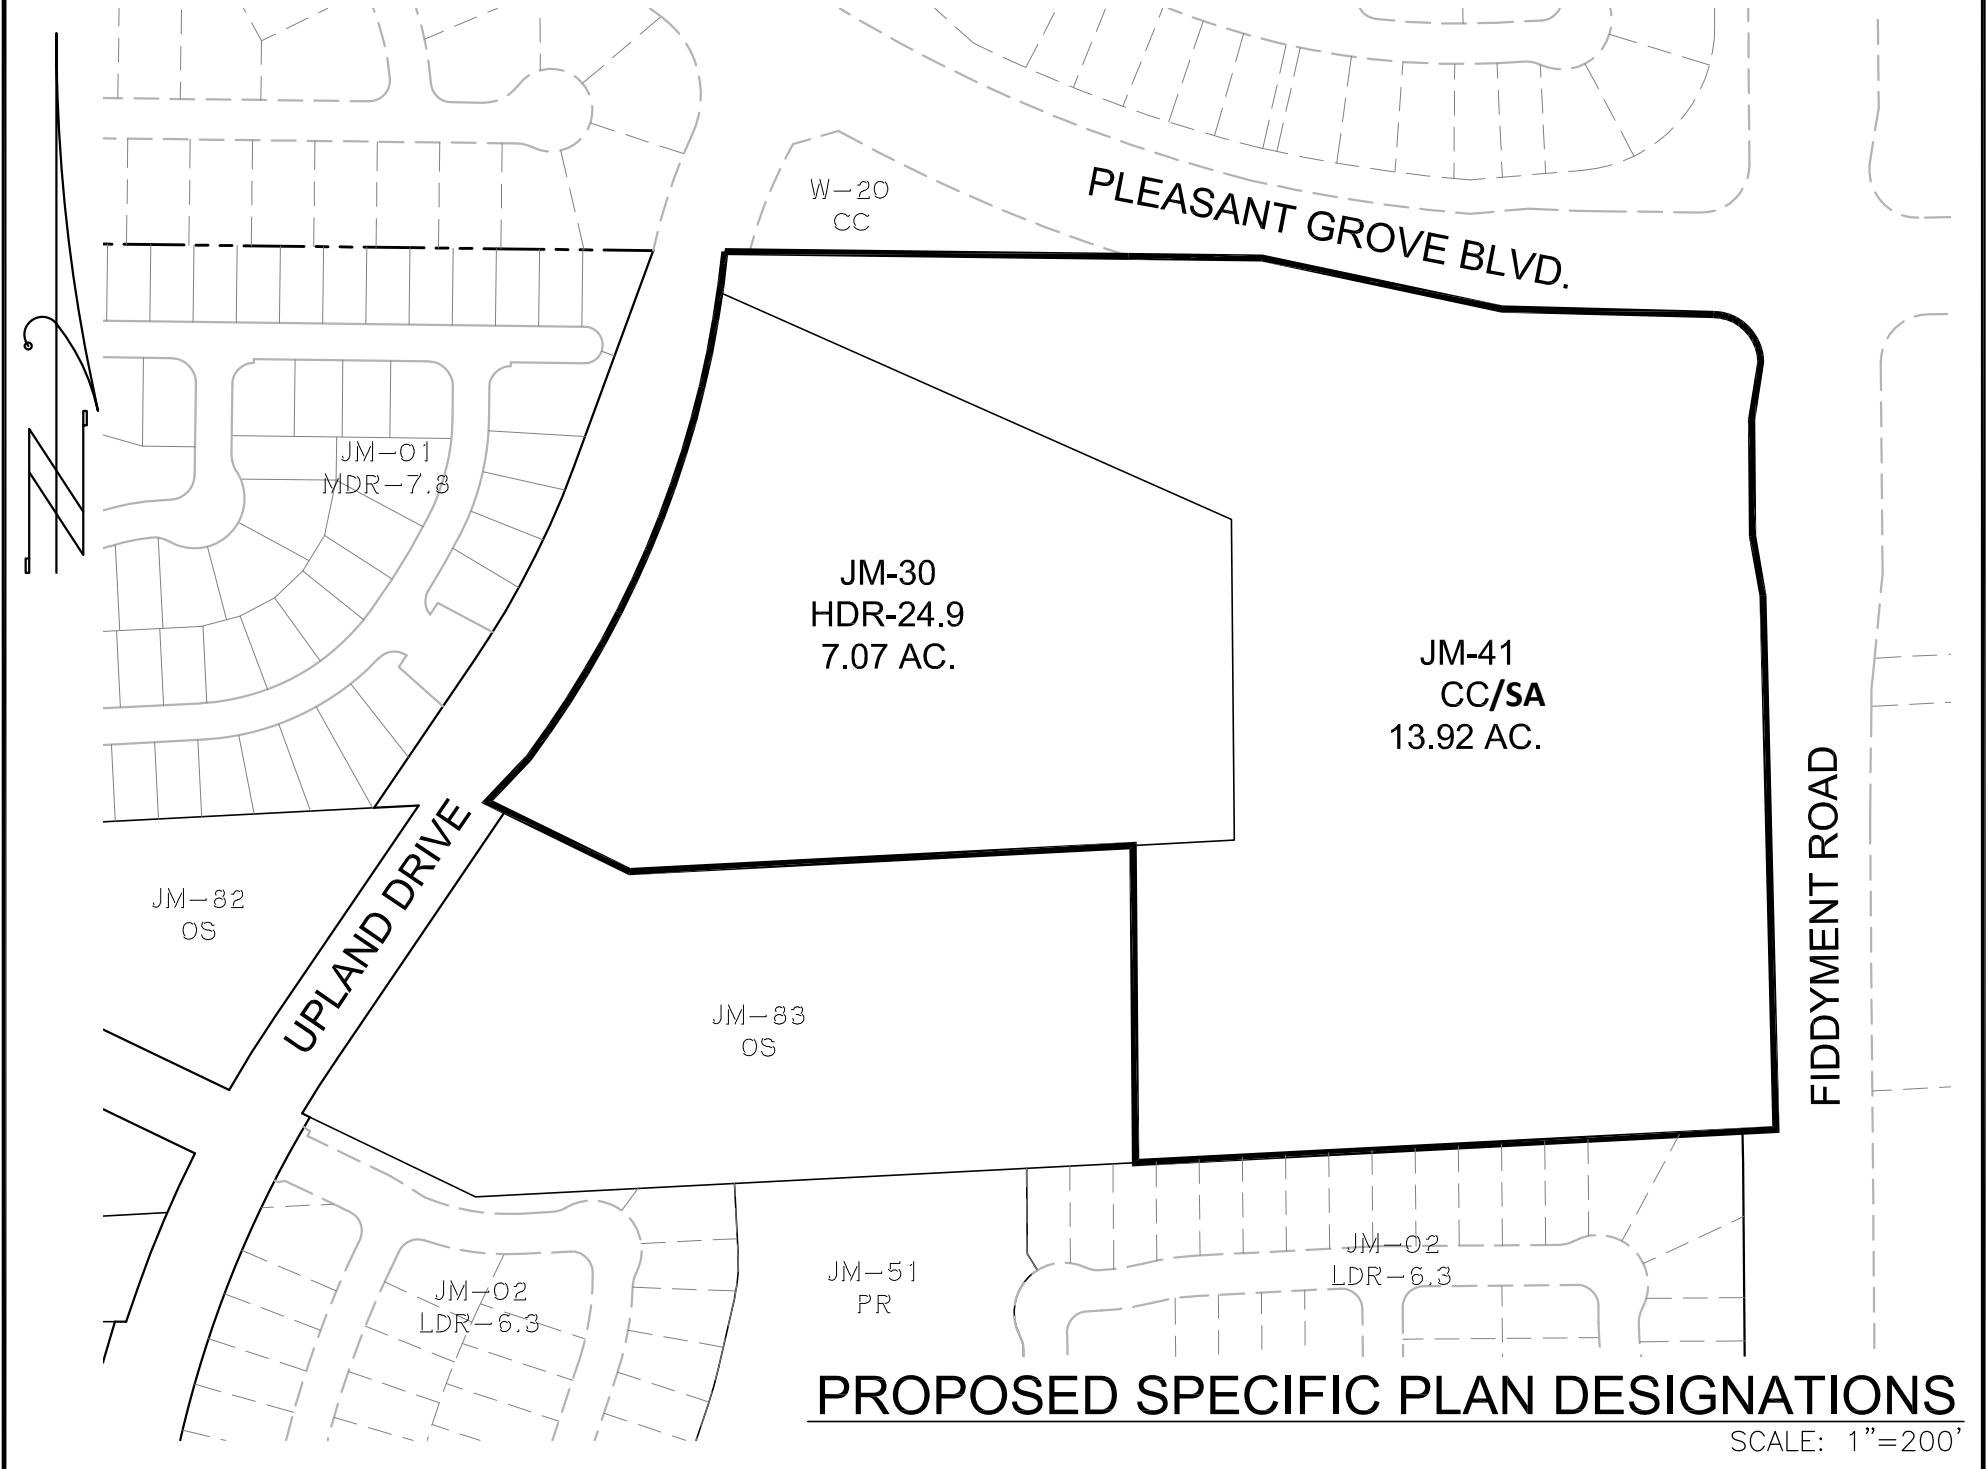 W-20
CC
PLEASANT GROVE BLVD.
JM-01
MDR-7.8
JM-30
HDR-24.9
7.07 AC.
JM-41
CC/SA
13.92 AC.
FIDDYMENT ROAD
UPLAND DRIVE
JM-82
OS
JM-83
OS
JM-02
LDR-6.3
JM-51
PR
JM-02
LDR-6.3
N
PROPOSED SPECIFIC PLAN DESIGNATIONS
SCALE: 1"=200'